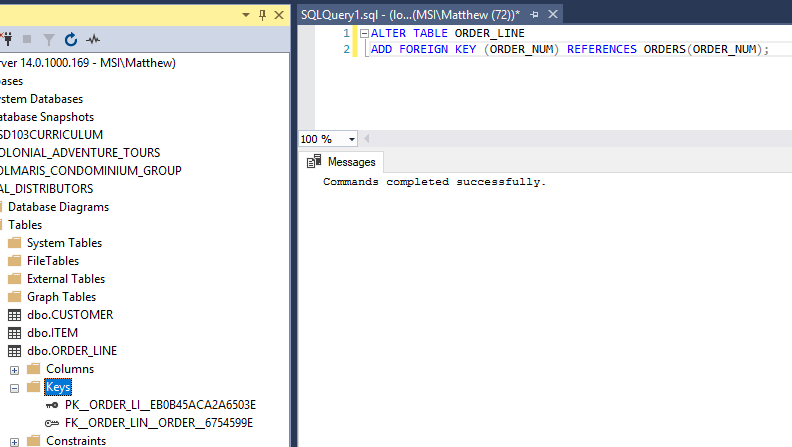 rver 14.0.1000.169 - MSI\Matthew)
bases
ystem Databases
atabase Snapshots
SD103CURRICULUM
OLONIAL_ADVENTURE_TOURS
OLMARIS_CONDOMINIUM_GROUP
AL_DISTRIBUTORS
Database Diagrams
Tables
System Tables
FileTables
External Tables
Graph Tables
dbo.CUSTOMER
dbo.ITEM
dbo.ORDER_LINE
Columns
Keys
PK__ORDER_LI__EB0B45ACA2A6503E
FK__ORDER_LIN__ORDER__6754599E
Constraints
SQLQuery1.sql - (lo...(MSI\Matthew (72))*
1 ALTER TABLE ORDER_LINE
2 ADD FOREIGN KEY (ORDER_NUM) REFERENCES ORDERS(ORDER_NUM);
100 %
Messages
Commands completed successfully.